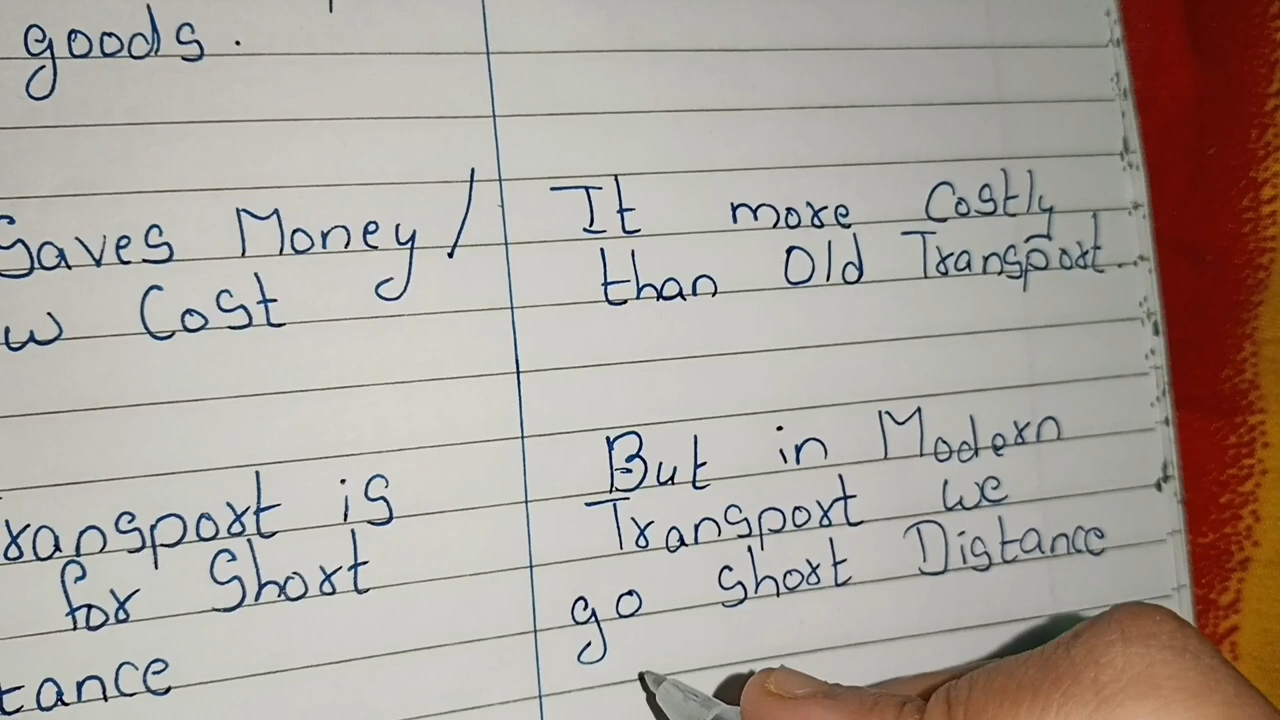 goods.
Saves Money/
w Cost
ransport is
for Short
tance
It more Costly
than Old Transport
But in Modern
Transport we
go short Distance